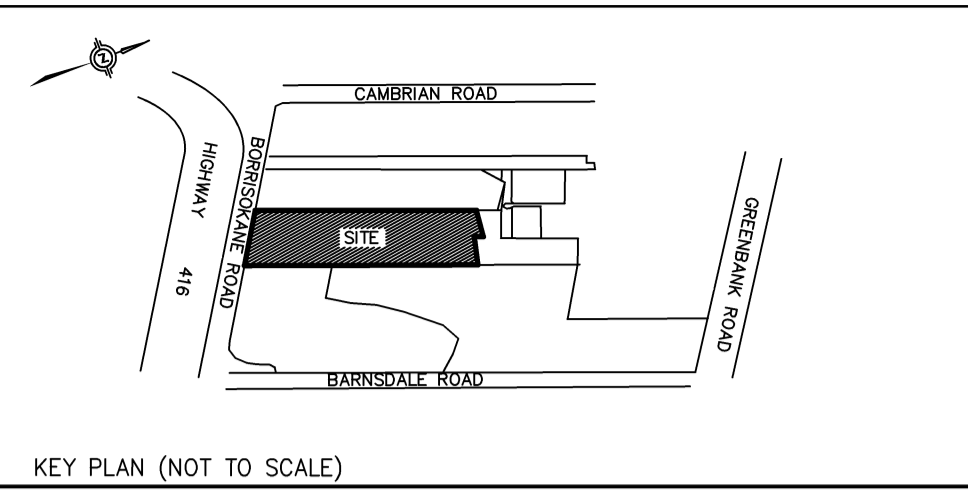 Z
CAMBRIAN ROAD
BORRISOKANE ROAD
HIGHWAY 416
SITE
GREENBANK ROAD
BARNSDALE ROAD
KEY PLAN (NOT TO SCALE)